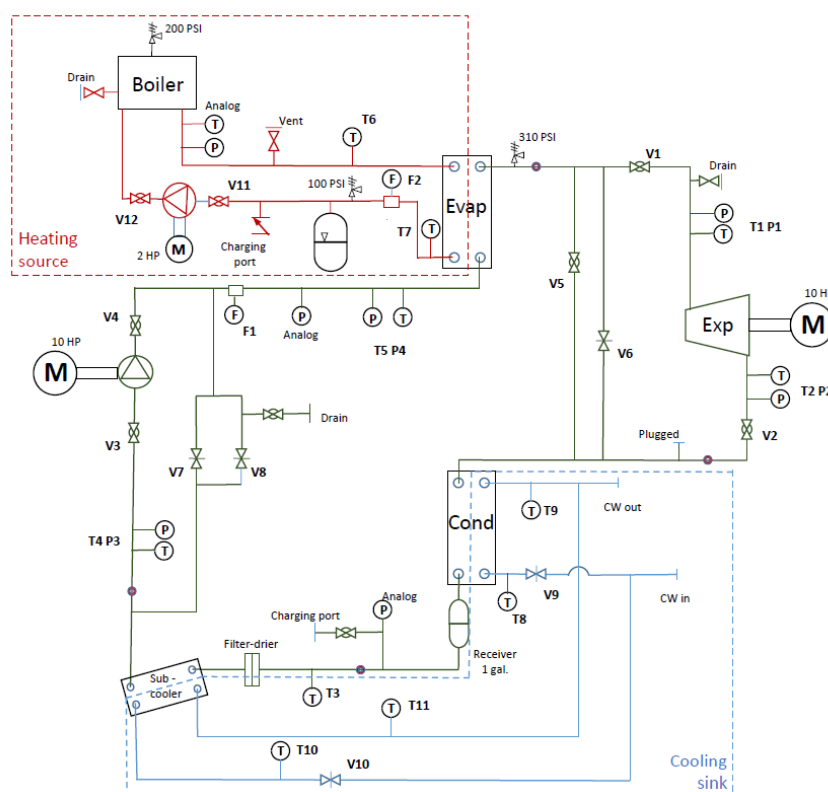 200 PSI
Boiler
Drain
Analog
T
P
Vent
T6
T
310 PSI
V1
Drain
100 PSI
F
F2
V11
V12
Evap
P
T
T1 P1
Heating
source
M
2 HP
Charging
port
T7
T
V5
V4
F
F1
P
Analog
P
T
T5 P4
10 HP
M
Exp
10 H
M
V6
T
P
T2 P2
V3
Drain
V7
V8
Plugged
V2
T4 P3
P
T
Cond
T
T9
CW out
V9
T
T8
CW in
Analog
P
Charging port
Filter-drier
Receiver
1 gal.
Sub -
cooler
T
T3
T
T11
T
T10
V10
Cooling
sink